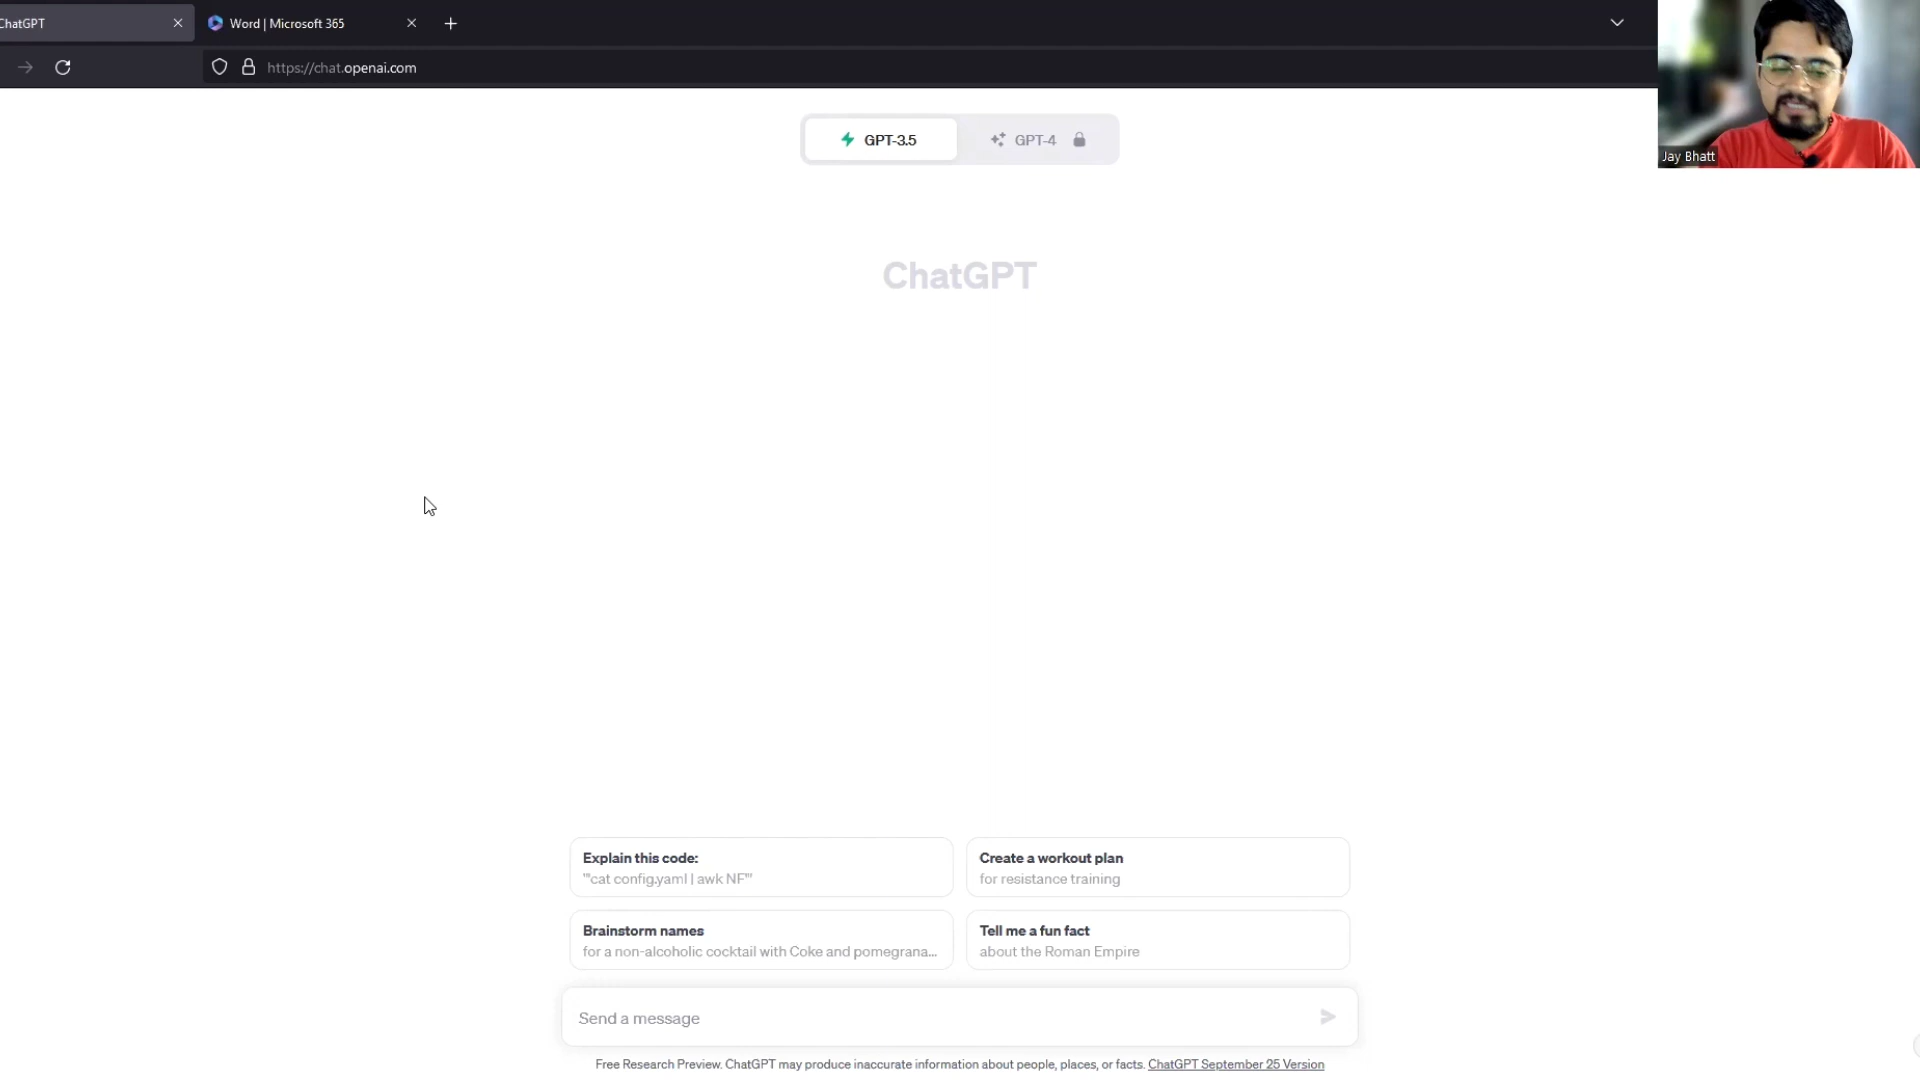 ChatGPT
Word | Microsoft 365
https://chat.openai.com
Jay Bhatt
GPT-3.5
GPT-4
ChatGPT
Explain this code:
"'cat config.yaml | awk NF'"
Create a workout plan
for resistance training
Brainstorm names
for a non-alcoholic cocktail with Coke and pomegrana...
Tell me a fun fact
about the Roman Empire
Send a message
Free Research Preview. ChatGPT may produce inaccurate information about people, places, or facts. ChatGPT September 25 Version